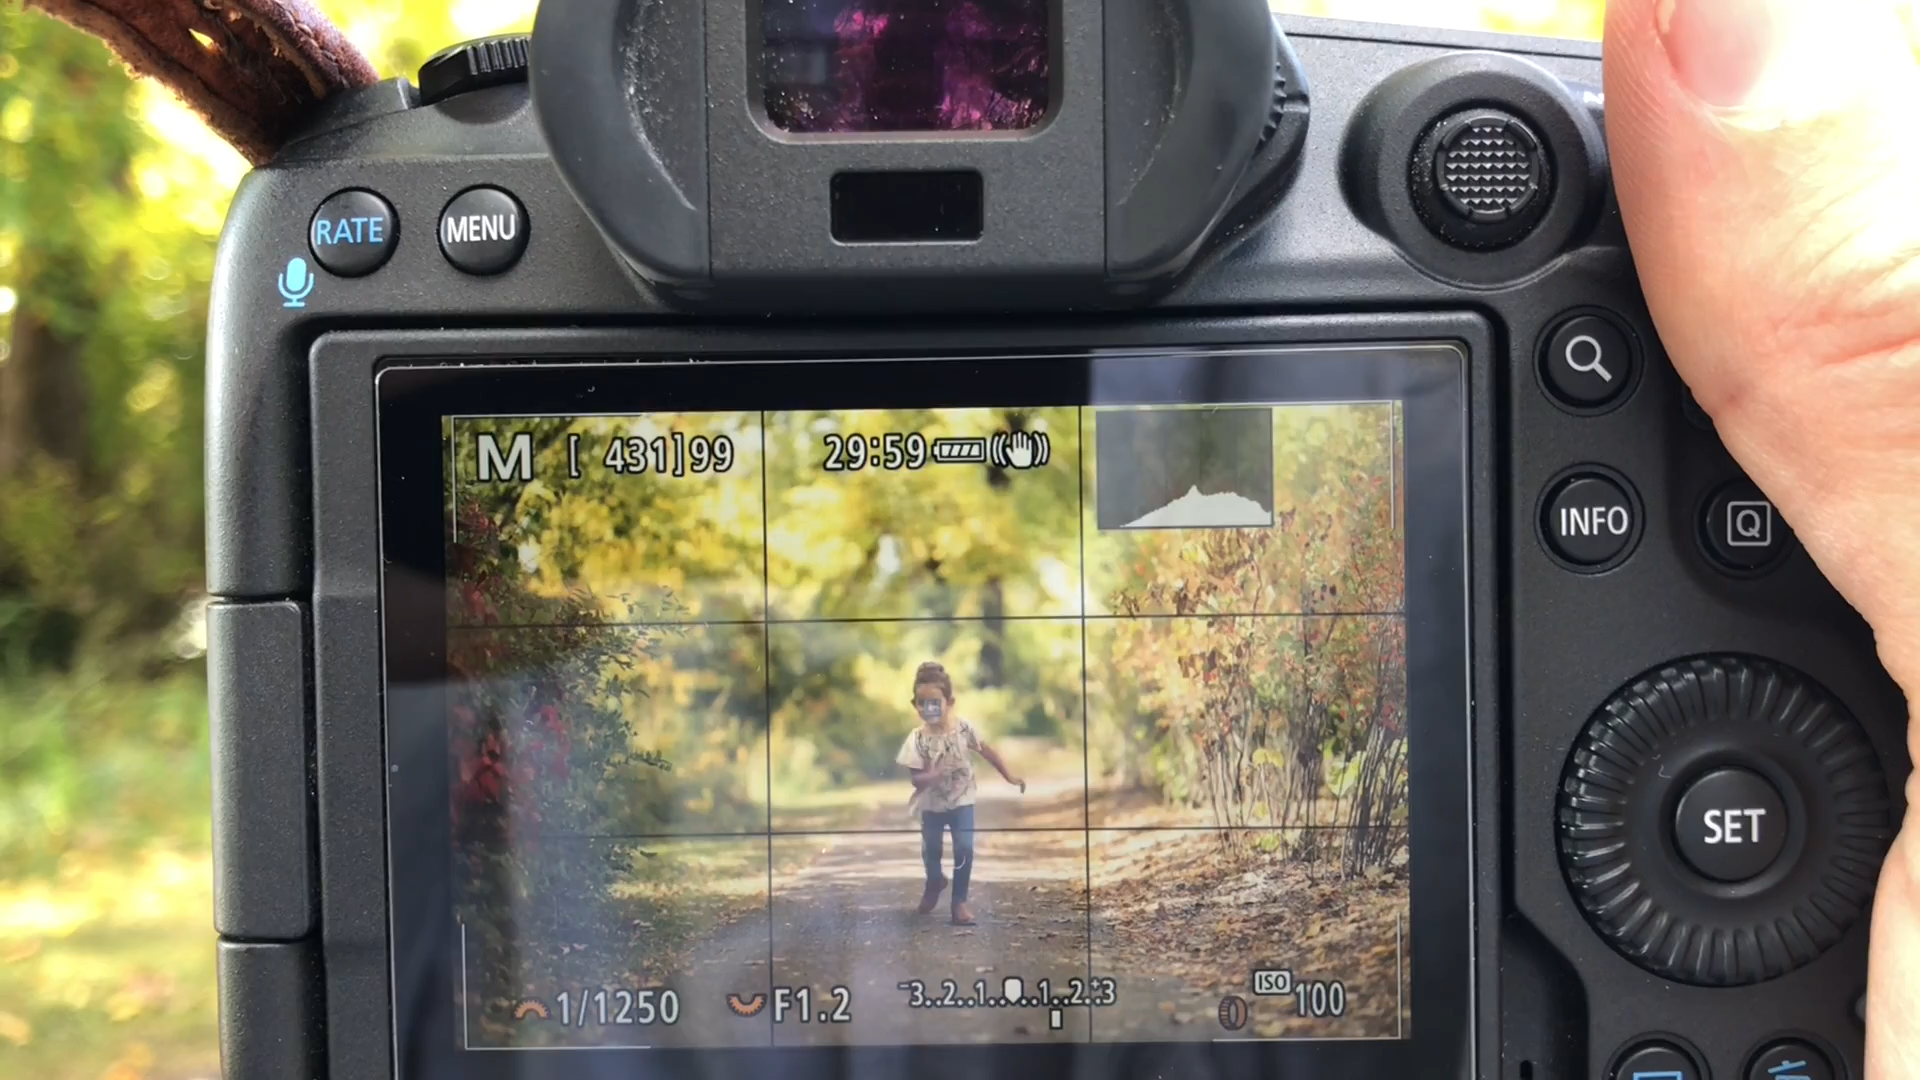 RATE MENU
M [ 431]99 29:59
INFO Q
SET
1/1250 F1.2 -3..2..1..0..1..2..+3 ISO 100